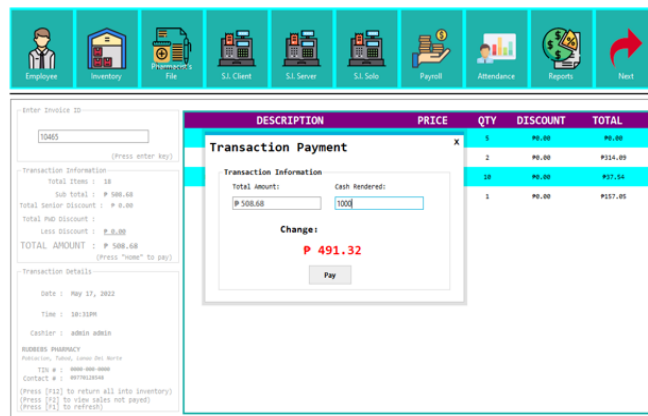 Employee
Inventory
Pharmacist's
File
S.I. Client
S.I. Server
S.I. Solo
Payroll
Attendance
Reports
Next
Enter Invoice ID
10465
(Press enter key)
Transaction Information
Total Items : 18
Sub total : ₱ 508.68
Total Senior Discount : ₱ 0.00
Total PWD Discount :
Less Discount : ₱ 0.00
TOTAL AMOUNT : ₱ 508.68
(Press "Home" to pay)
Transaction Details
Date : May 17, 2022
Time : 10:31PM
Cashier : admin admin
PHARMACY
Poblacion, Tubod, Lanao Del Norte
TIN # : 000-000-0000
Contact # :
(Press [F12] to return all into inventory)
(Press [F2] to view sales not payed)
(Press [F1] to refresh)
DESCRIPTION PRICE QTY DISCOUNT TOTAL
5 ₱0.00 ₱0.00
2 ₱0.00 ₱314.09
10 ₱0.00 ₱37.54
1 ₱0.00 ₱157.05
Transaction Payment X
Transaction Information
Total Amount: Cash Rendered:
₱ 508.68 1000
Change:
₱ 491.32
Pay